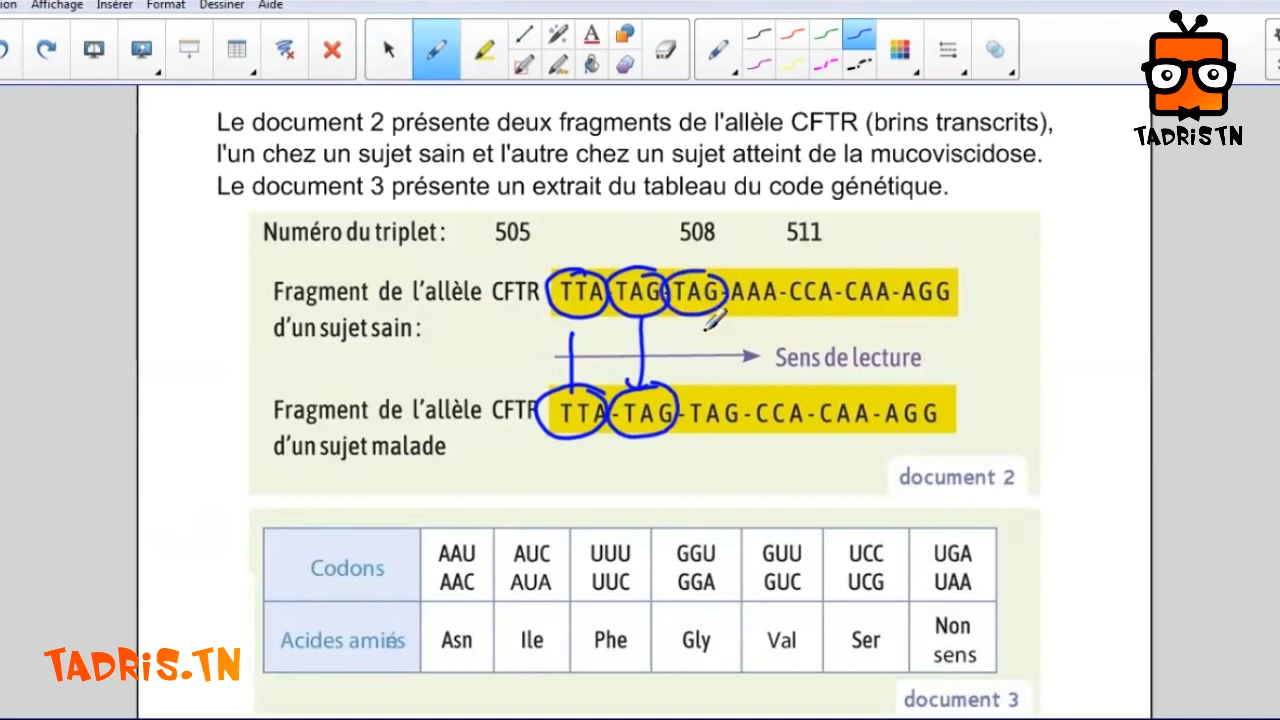 Affichage Insérer Format Dessiner Aide
TADRiSTN
Le document 2 présente deux fragments de l'allèle CFTR (brins transcrits),
l'un chez un sujet sain et l'autre chez un sujet atteint de la mucoviscidose.
Le document 3 présente un extrait du tableau du code génétique.
Numéro du triplet : 505 508 511
Fragment de l'allèle CFTR TTA TAG-TAG-AAA-CCA-CAA-AGG
d'un sujet sain :
Sens de lecture
Fragment de l'allèle CFTR TTA-TAG-TAG-CCA-CAA-AGG
d'un sujet malade
document 2
Codons AAU AUC UUU GGU GUU UCC UGA
AAC AUA UUC GGA GUC UCG UAA
Acides aminés Asn Ile Phe Gly Val Ser Non
sens
document 3
TADRiS.TN